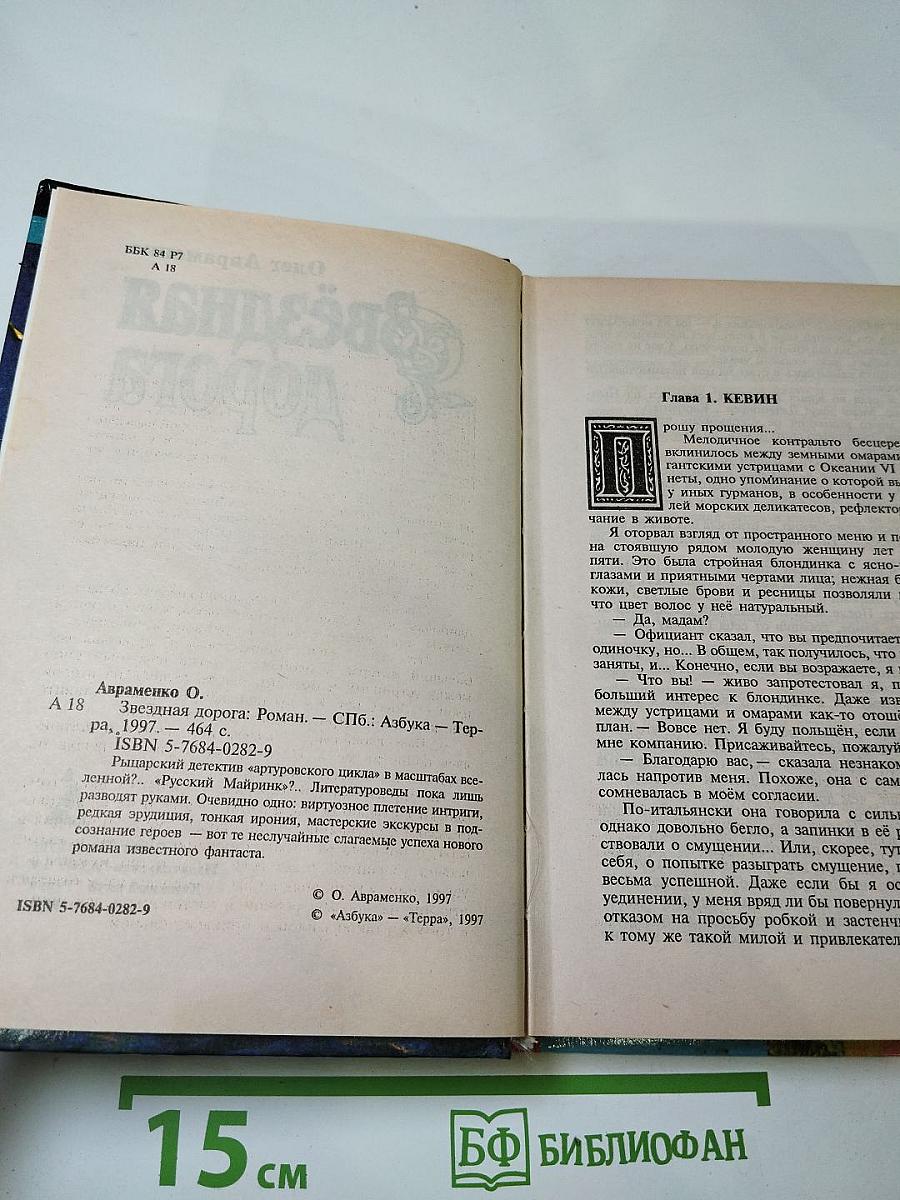 ББК 84 Р7
А 18
Авраменко О.
А 18 Звездная дорога: Роман. — СПб.: Азбука — Тер-
ра, 1997. — 464 с.
ISBN 5-7684-0282-9
Рыцарский детектив «артуровского цикла» в масштабах все-
ленной?.. «Русский Майринк»?.. Литературоведы пока лишь
разводят руками. Очевидно одно: виртуозное плетение интриги,
редкая эрудиция, тонкая ирония, мастерские экскурсы в под-
сознание героев — вот те неслучайные слагаемые успеха нового
романа известного фантаста.
© О. Авраменко, 1997
ISBN 5-7684-0282-9
© «Азбука» — «Терра», 1997
Глава 1. КЕВИН
Прошу прощения...
Мелодичное контральто бесцере
вклинилось между земными омарами
гантскими устрицами с Океании VI
неты, одно упоминание о которой вы
у иных гурманов, в особенности у
лей морских деликатесов, рефлекто
чание в животе.
Я оторвал взгляд от пространного меню и по
на стоявшую рядом молодую женщину лет
пяти. Это была стройная блондинка с ясно-
глазами и приятными чертами лица; нежная б
кожи, светлые брови и ресницы позволяли
что цвет волос у неё натуральный.
— Да, мадам?
— Официант сказал, что вы предпочитает
одиночку, но... В общем, так получилось, что
заняты, и... Конечно, если вы возражаете, я
— Что вы! — живо запротестовал я, п
больший интерес к блондинке. Даже изв
между устрицами и омарами как-то отош
план. — Вовсе нет. Я буду польщён, если
мне компанию. Присаживайтесь, пожалуй
— Благодарю вас, — сказала незнаком
лась напротив меня. Похоже, она с сам
сомневалась в моём согласии.
По-итальянски она говорила с силь
однако довольно бегло, а запинки в её р
ствовали о смущении... Или, скорее, тут
себя, о попытке разыграть смущение,
весьма успешной. Даже если бы я ос
уединении, у меня вряд ли бы повернул
отказом на просьбу робкой и застенч
к тому же такой милой и привлекател
15 см
БФ БИБЛИОФАН